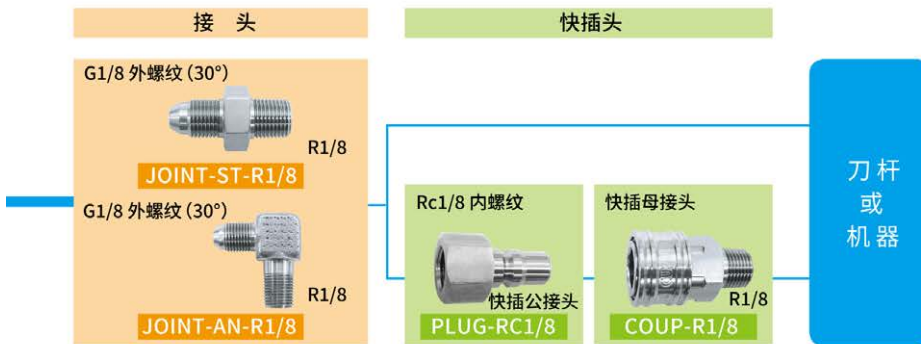 接 头
快插头
G1/8 外螺纹（30°）
R1/8
JOINT-ST-R1/8
G1/8 外螺纹（30°）
R1/8
JOINT-AN-R1/8
Rc1/8 内螺纹
快插公接头
PLUG-RC1/8
快插母接头
R1/8
COUP-R1/8
刀杆
或
机器